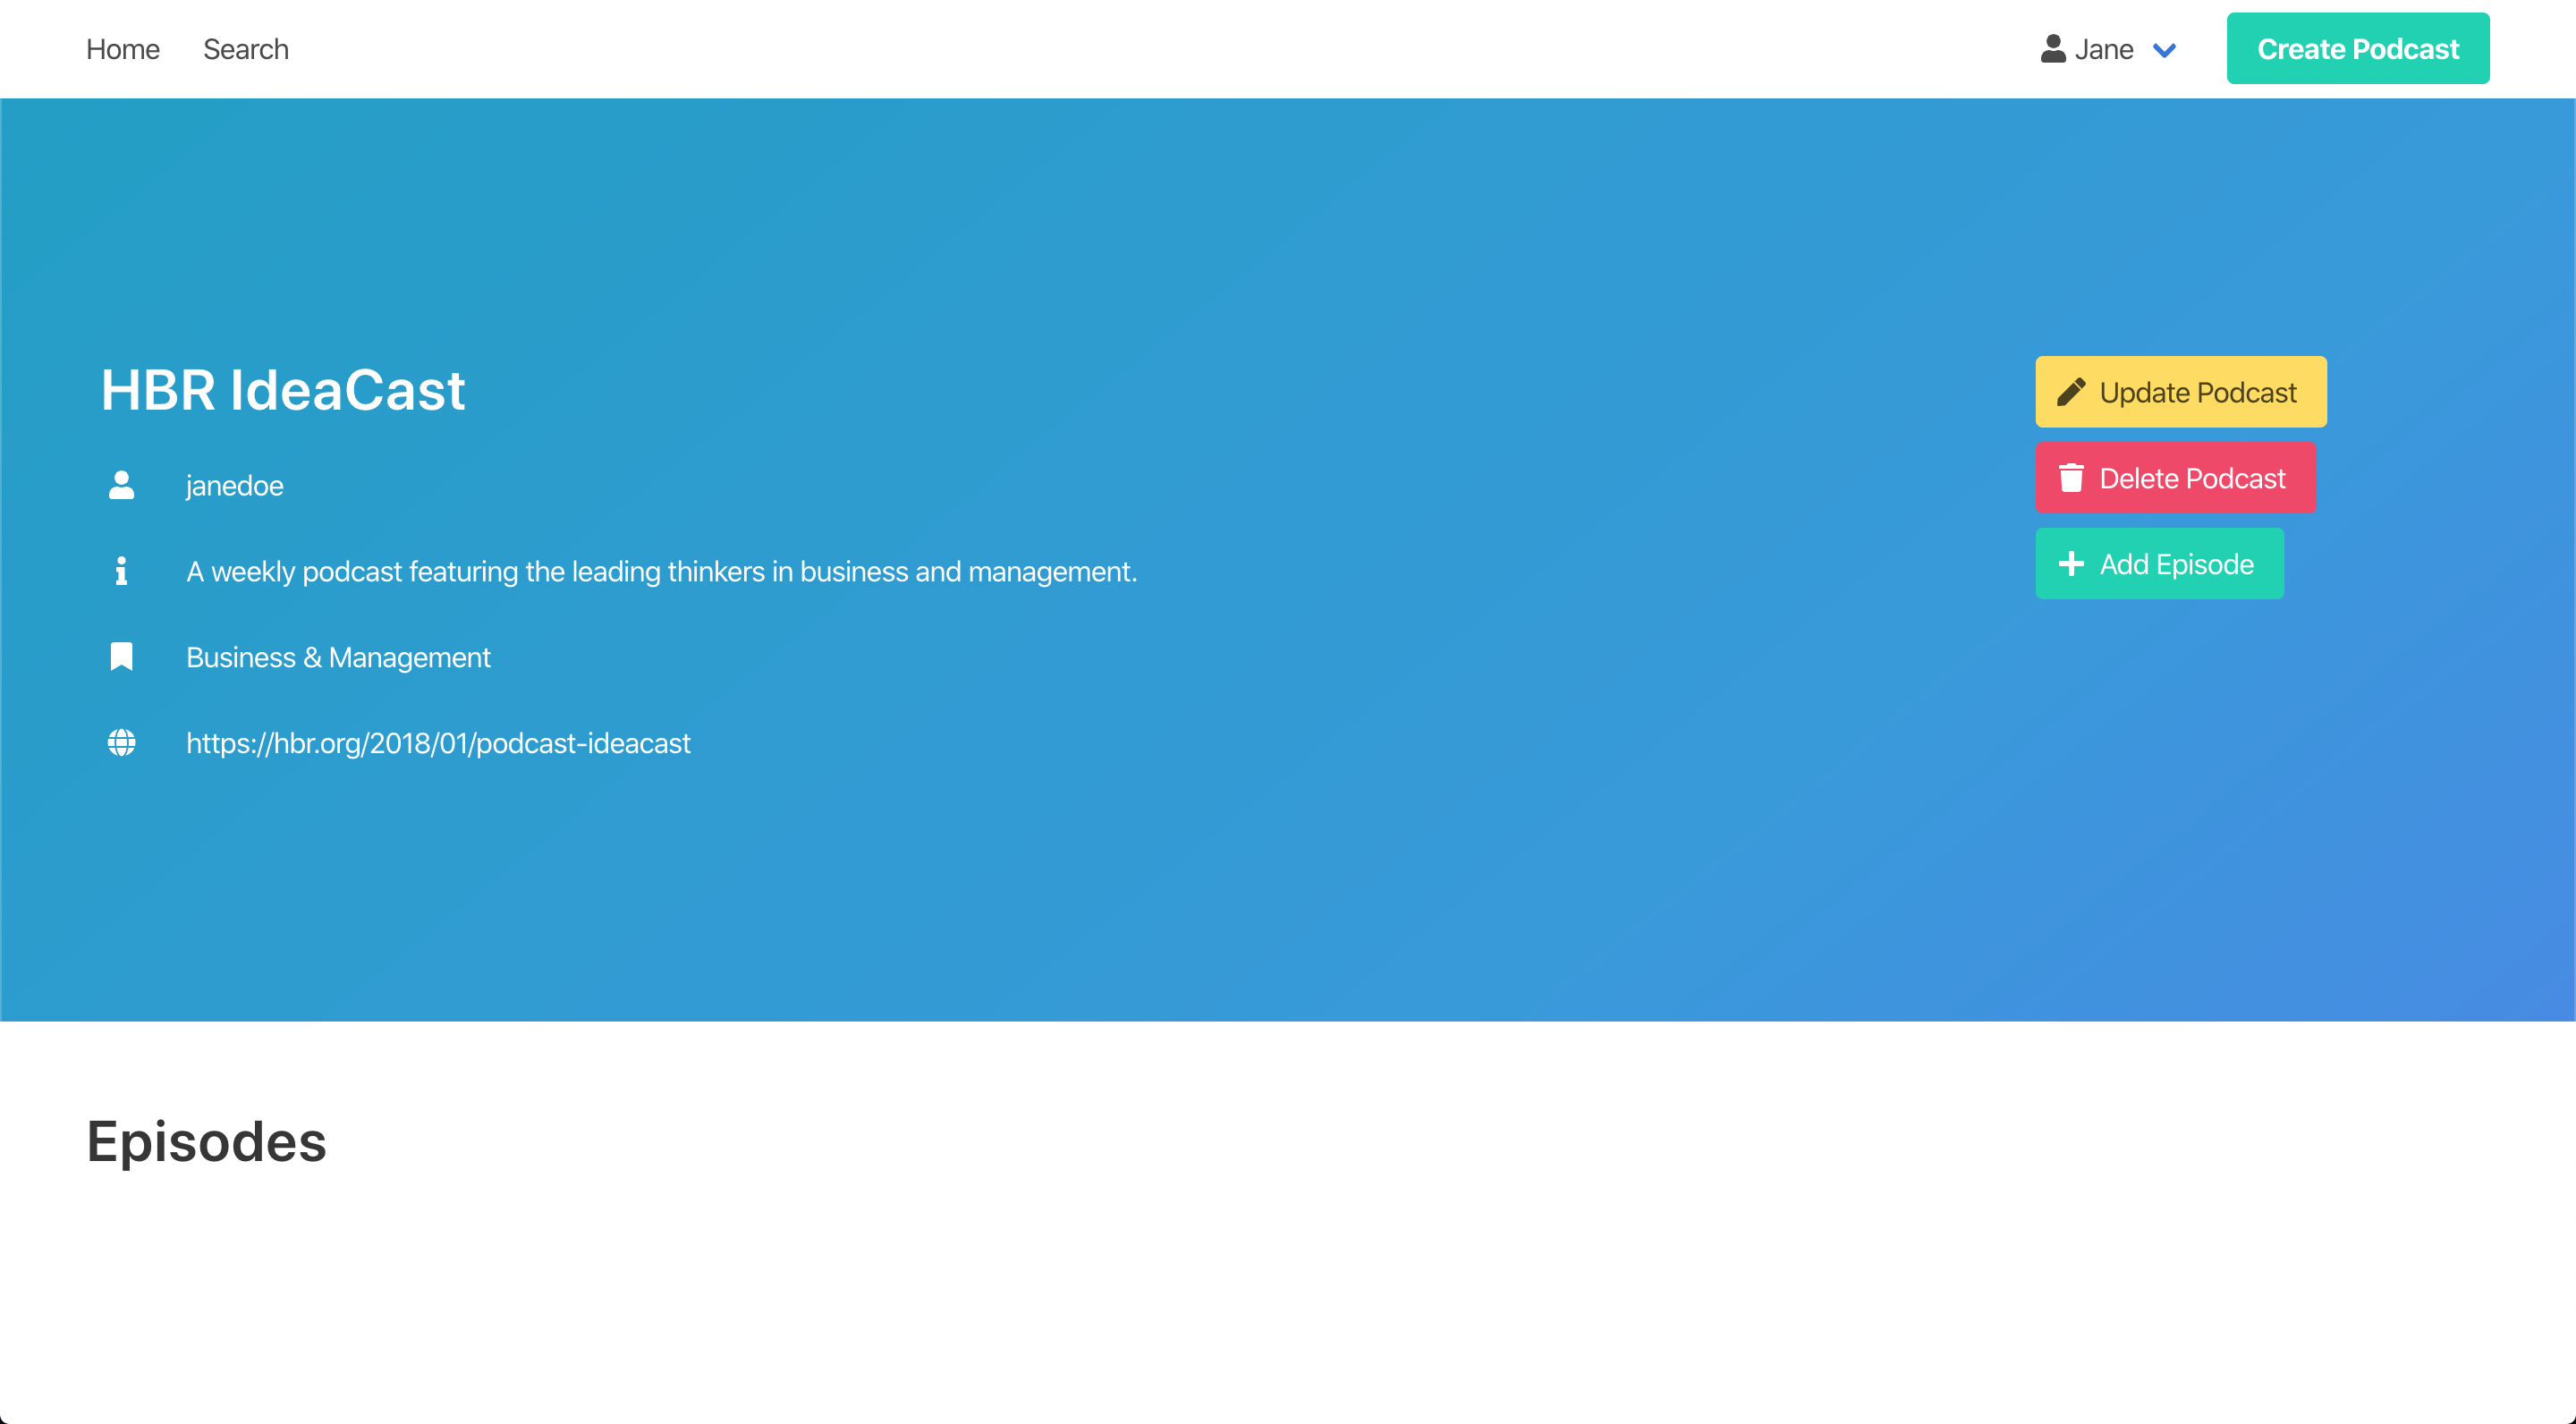 Home Search Jane Create Podcast
HBR IdeaCast
janedoe
A weekly podcast featuring the leading thinkers in business and management.
Business & Management
https://hbr.org/2018/01/podcast-ideacast
Update Podcast
Delete Podcast
Add Episode
Episodes